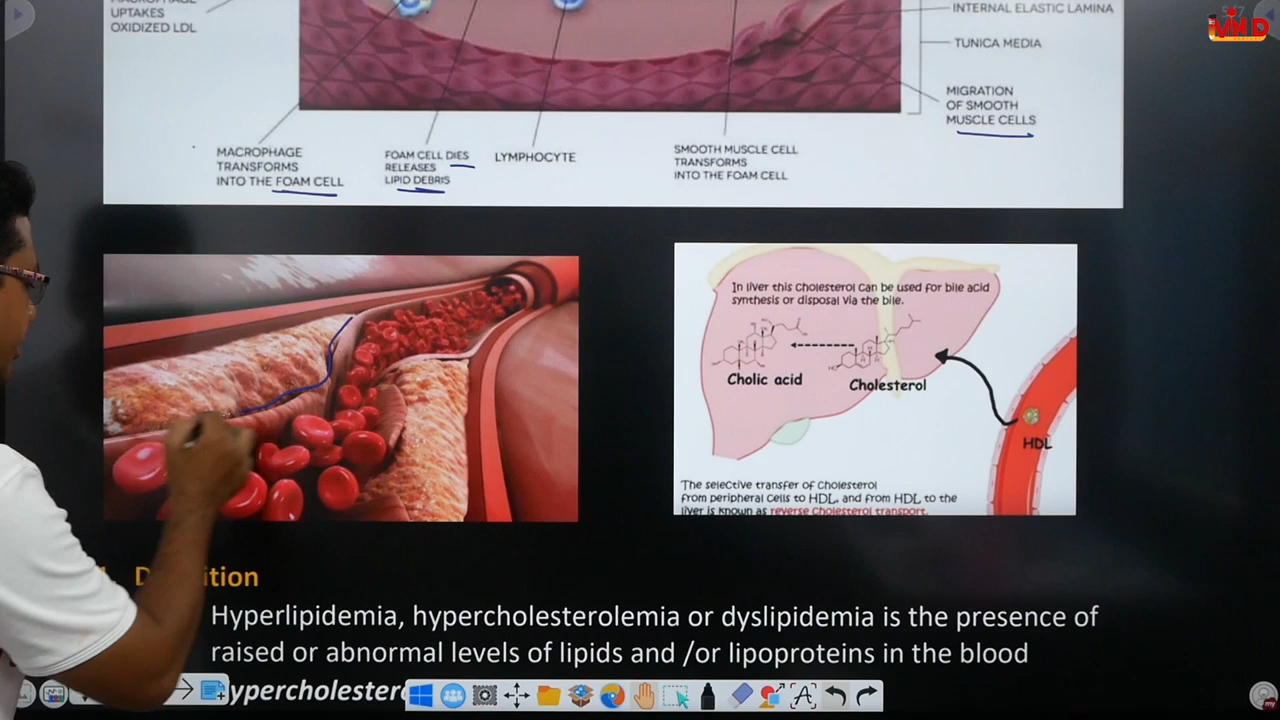 UPTAKES
OXIDIZED LDL
INTERNAL ELASTIC LAMINA
TUNICA MEDIA
MIGRATION
OF SMOOTH
MUSCLE CELLS
MACROPHAGE
TRANSFORMS
INTO THE FOAM CELL
FOAM CELL DIES
RELEASES
LIPID DEBRIS
LYMPHOCYTE
SMOOTH MUSCLE CELL
TRANSFORMS
INTO THE FOAM CELL
In liver this cholesterol can be used for bile acid
synthesis or disposal via the bile.
Cholic acid
Cholesterol
HDL
The selective transfer of cholesterol
from peripheral cells to HDL, and from HDL to the
liver is known as reverse cholesterol transport.
Hyperlipidemia, hypercholesterolemia or dyslipidemia is the presence of
raised or abnormal levels of lipids and /or lipoproteins in the blood